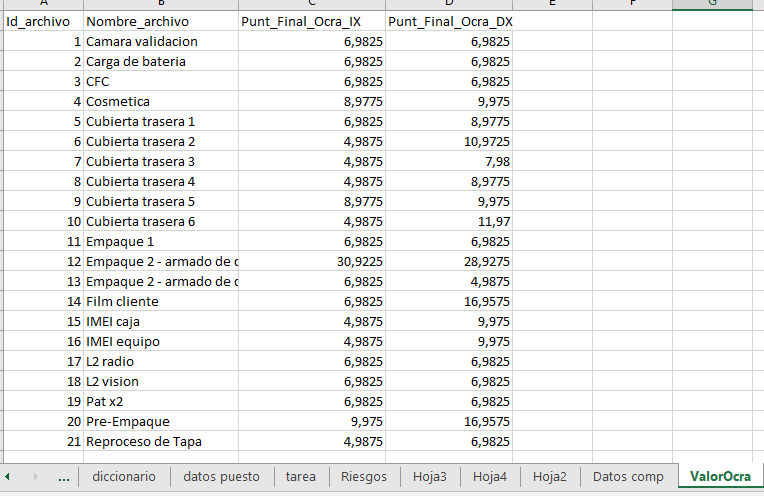 A B C D E F G
Id_archivo Nombre_archivo Punt_Final_Ocra_IX Punt_Final_Ocra_DX
1 Camara validacion 6,9825 6,9825
2 Carga de bateria 6,9825 6,9825
3 CFC 6,9825 6,9825
4 Cosmetica 8,9775 9,975
5 Cubierta trasera 1 6,9825 8,9775
6 Cubierta trasera 2 4,9875 10,9725
7 Cubierta trasera 3 4,9875 7,98
8 Cubierta trasera 4 4,9875 8,9775
9 Cubierta trasera 5 8,9775 9,975
10 Cubierta trasera 6 4,9875 11,97
11 Empaque 1 6,9825 6,9825
12 Empaque 2 - armado de c 30,9225 28,9275
13 Empaque 2 - armado de c 6,9825 4,9875
14 Film cliente 6,9825 16,9575
15 IMEI caja 4,9875 9,975
16 IMEI equipo 4,9875 9,975
17 L2 radio 6,9825 6,9825
18 L2 vision 6,9825 6,9825
19 Pat x2 6,9825 6,9825
20 Pre-Empaque 9,975 16,9575
21 Reproceso de Tapa 4,9875 6,9825
... diccionario datos puesto tarea Riesgos Hoja3 Hoja4 Hoja2 Datos comp ValorOcra